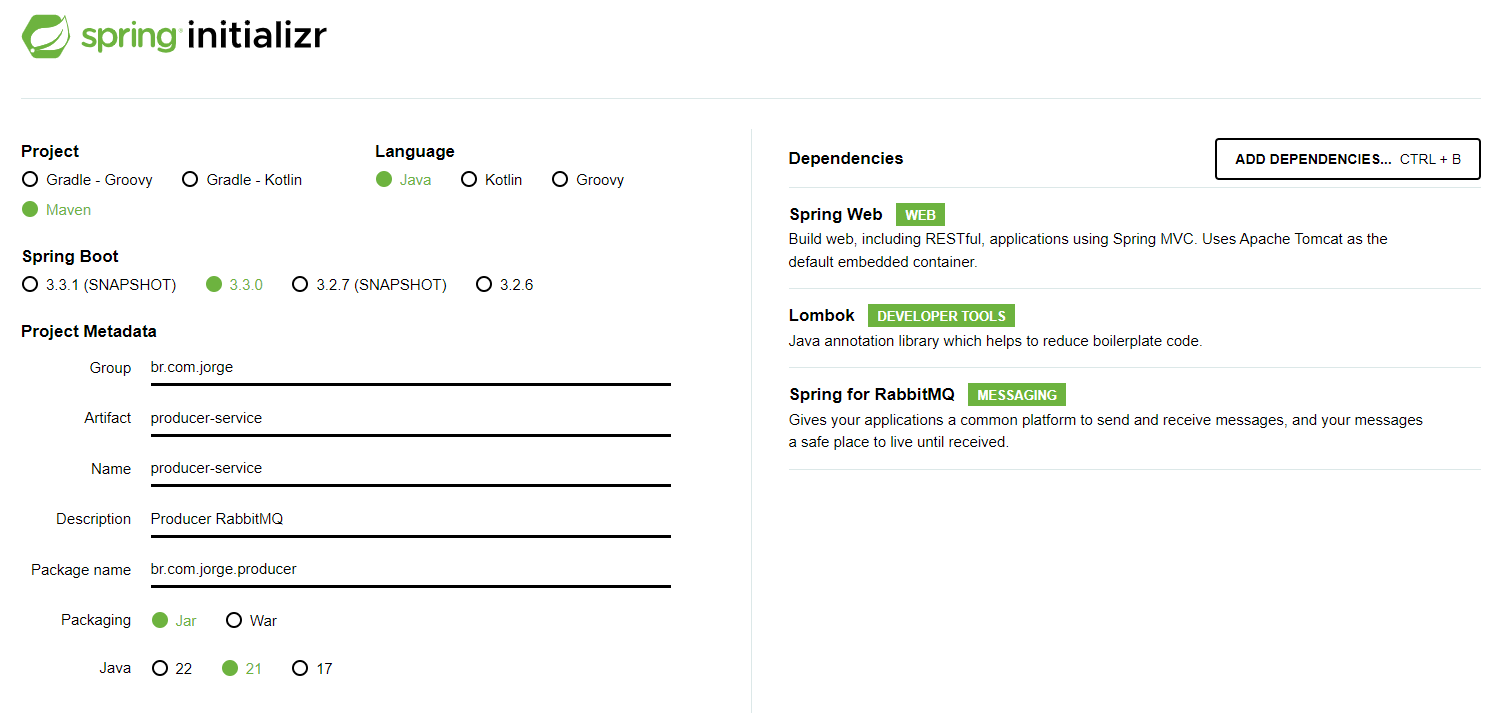 spring initializr
Project
Gradle - Groovy Gradle - Kotlin
Maven
Language
Java Kotlin Groovy
Spring Boot
3.3.1 (SNAPSHOT) 3.3.0 3.2.7 (SNAPSHOT) 3.2.6
Project Metadata
Group br.com.jorge
Artifact producer-service
Name producer-service
Description Producer RabbitMQ
Package name br.com.jorge.producer
Packaging Jar War
Java 22 21 17
Dependencies ADD DEPENDENCIES... CTRL + B
Spring Web WEB
Build web, including RESTful, applications using Spring MVC. Uses Apache Tomcat as the
default embedded container.
Lombok DEVELOPER TOOLS
Java annotation library which helps to reduce boilerplate code.
Spring for RabbitMQ MESSAGING
Gives your applications a common platform to send and receive messages, and your messages
a safe place to live until received.